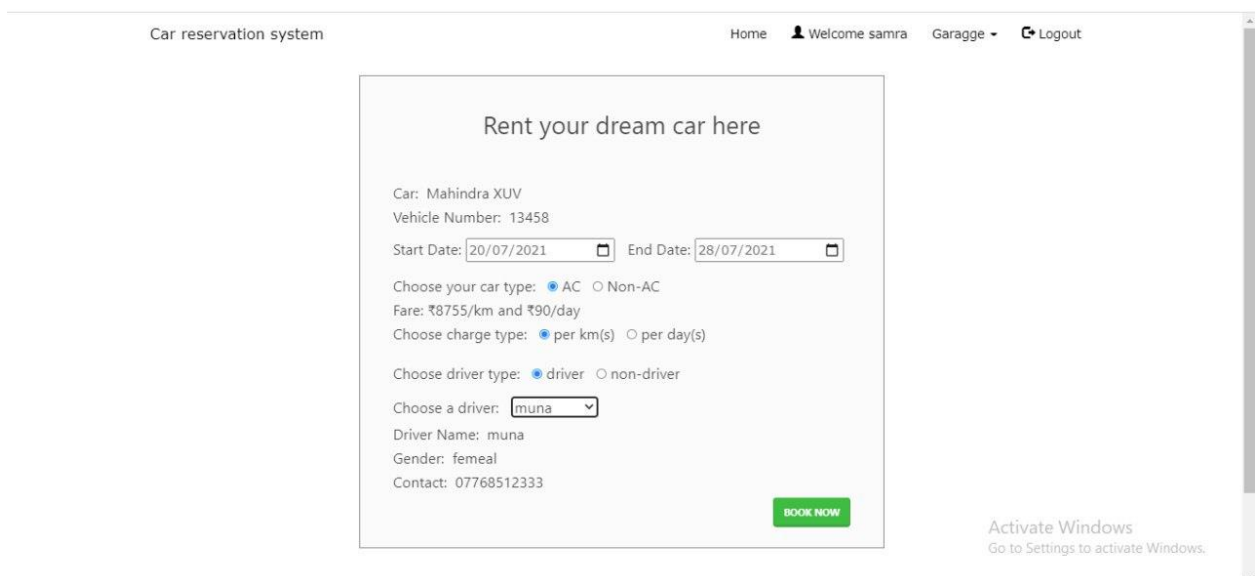 Car reservation system
Home Welcome samra Garagge Logout
Rent your dream car here
Car: Mahindra XUV
Vehicle Number: 13458
Start Date: 20/07/2021 End Date: 28/07/2021
Choose your car type: AC Non-AC
Fare: ₹8755/km and ₹90/day
Choose charge type: per km(s) per day(s)
Choose driver type: driver non-driver
Choose a driver: muna
Driver Name: muna
Gender: femeal
Contact: 07768512333
BOOK NOW
Activate Windows
Go to Settings to activate Windows.